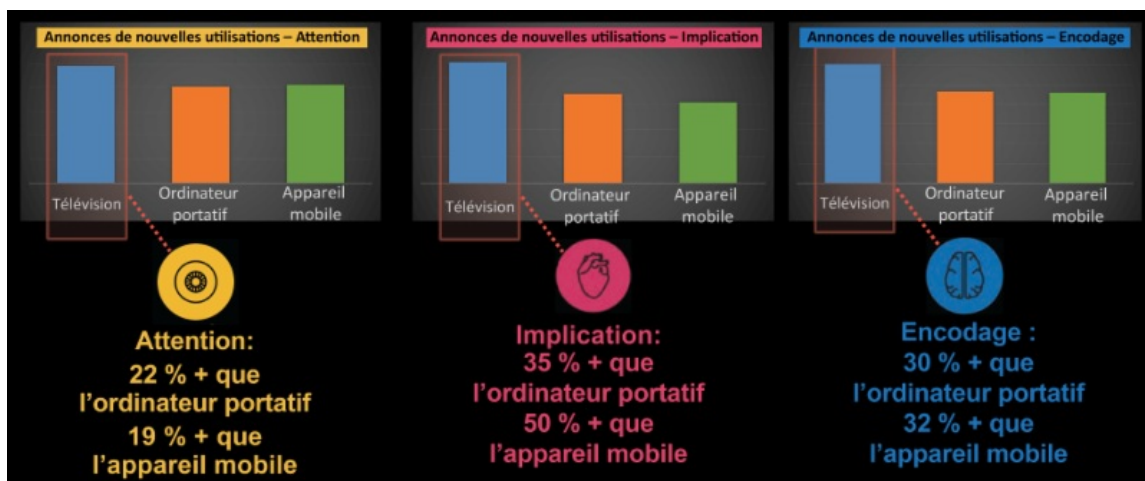 Annonces de nouvelles utilisations – Attention
Télévision
Ordinateur
portatif
Appareil
mobile
Attention:
22 % + que
l'ordinateur portatif
19 % + que
l'appareil mobile
Annonces de nouvelles utilisations – Implication
Télévision
Ordinateur
portatif
Appareil
mobile
Implication:
35 % + que
l'ordinateur portatif
50 % + que
l'appareil mobile
Annonces de nouvelles utilisations – Encodage
Télévision
Ordinateur
portatif
Appareil
mobile
Encodage :
30 % + que
l'ordinateur portatif
32 % + que
l'appareil mobile